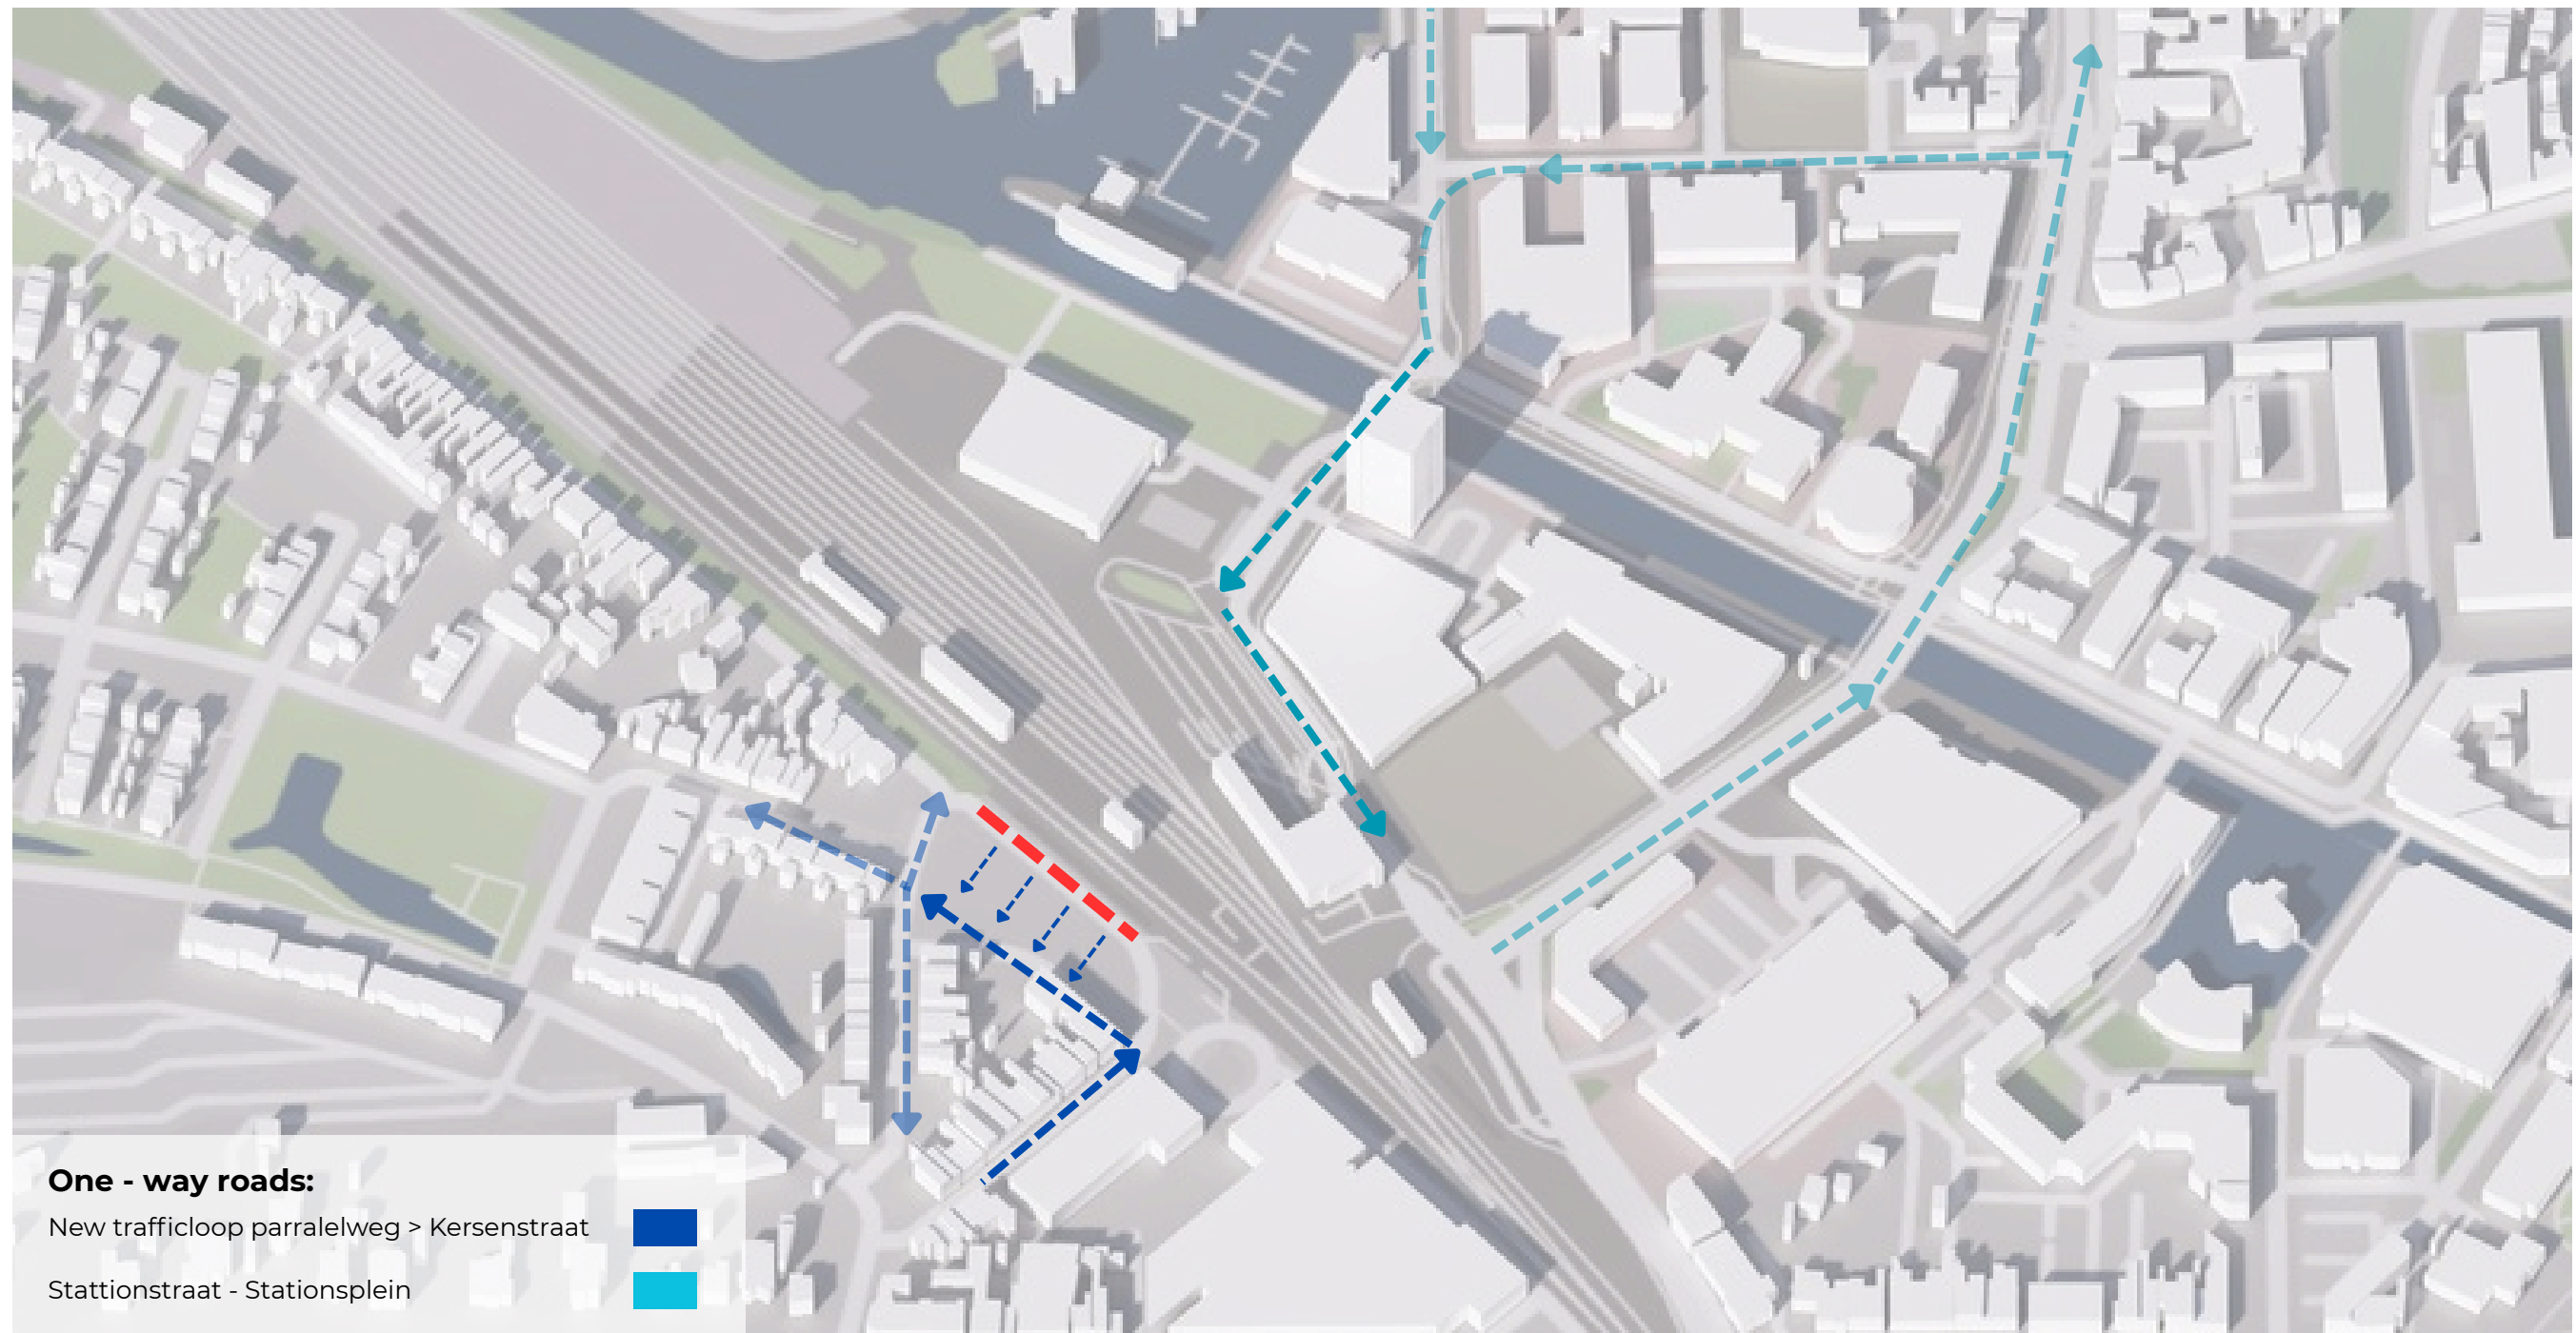 One - way roads:
New trafficloop parralelweg > Kersenstraat
Stattionstraat - Stationsplein